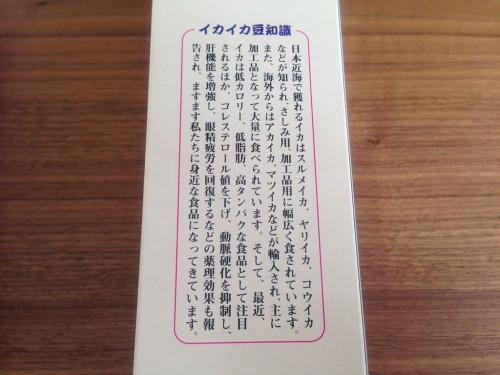 イカイカ豆知識
日本近海で獲れるイカはスルメイカ、ヤリイカ、コウイカ
などが知られ、さしみ用、加工品用に幅広く食されています。
また、海外からはアカイカ、マツイカなどが輸入され、主に
加工品となって大量に食べられています。そして、最近、
イカは低カロリー、低脂肪、高タンパクな食品として注目
されるほか、コレステロール値を下げ、動脈硬化を抑制し、
肝機能を増強し、眼精疲労を回復するなどの薬理効果も報
告され、ますます私たちに身近な食品になってきています。